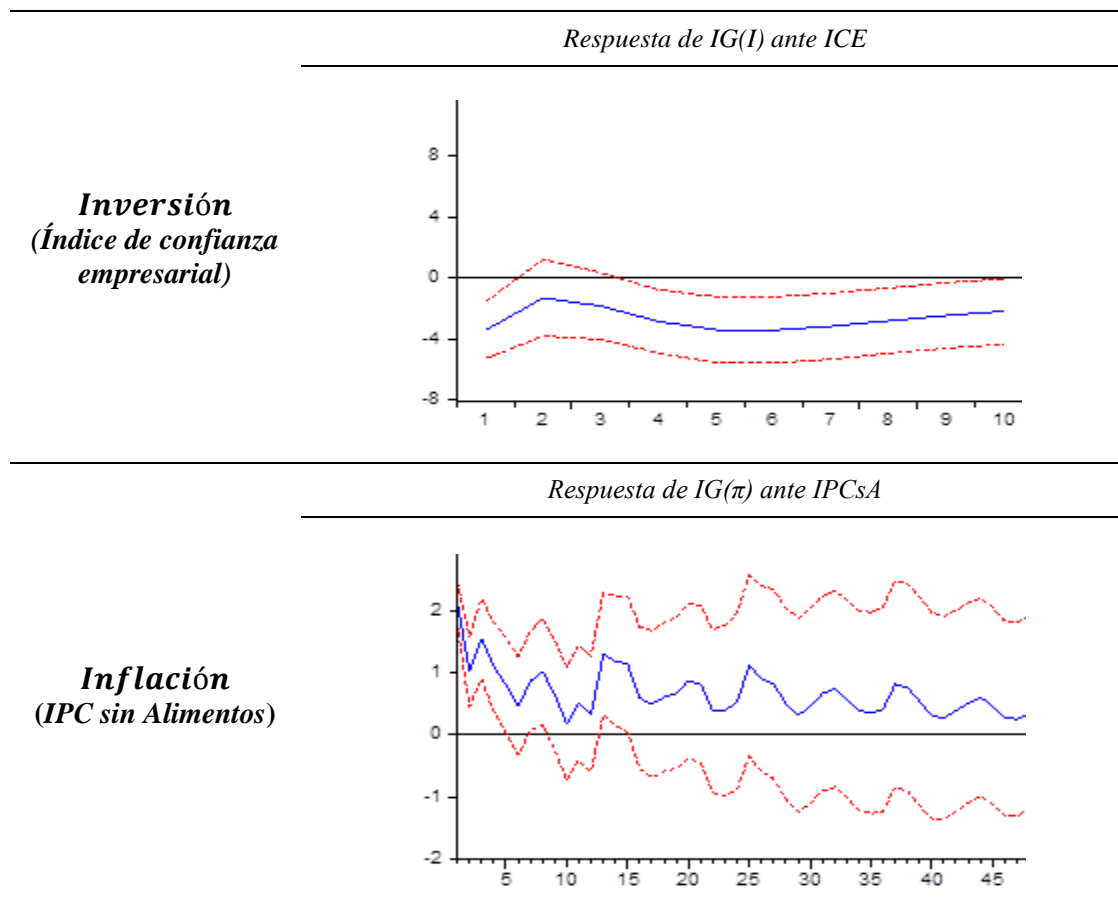 Respuesta de IG(I) ante ICE
Inversión
(Índice de confianza
empresarial)
8
4
0
-4
-8
1 2 3 4 5 6 7 8 9 10
Respuesta de IG(π) ante IPCsA
Inflación
(IPC sin Alimentos)
2
1
0
-1
-2
5 10 15 20 25 30 35 40 45